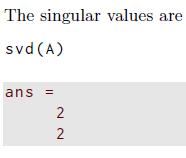 The singular values are
svd(A)
ans =
2
2